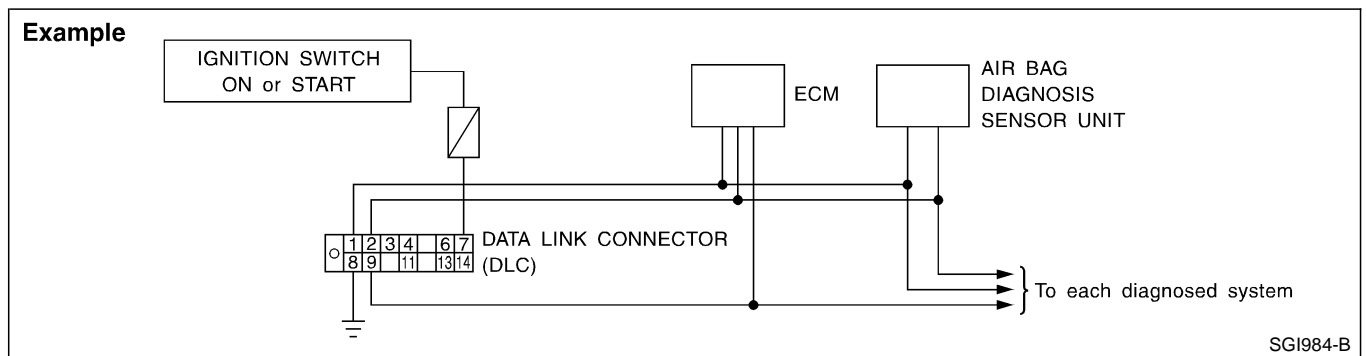 Example
IGNITION SWITCH
ON or START
ECM
AIR BAG
DIAGNOSIS
SENSOR UNIT
1 2 3 4 6 7
8 9 11 13 14
DATA LINK CONNECTOR
(DLC)
To each diagnosed system
SGI984-B